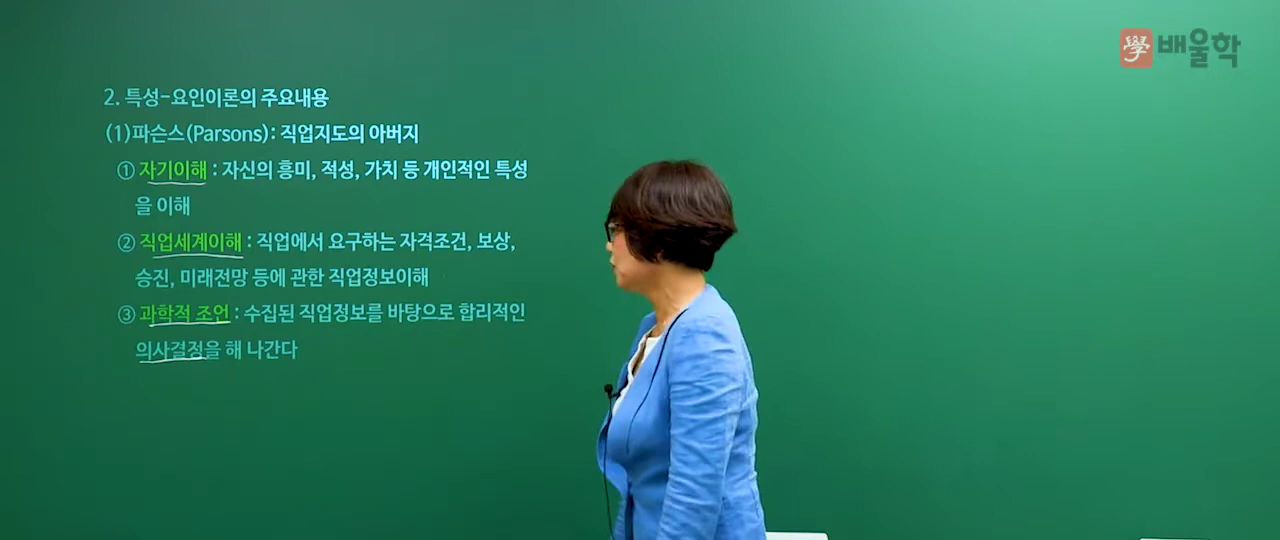 學 배울학
2. 특성-요인이론의 주요내용
(1)파슨스(Parsons): 직업지도의 아버지
① 자기이해 : 자신의 흥미, 적성, 가치 등 개인적인 특성
을 이해
② 직업세계이해 : 직업에서 요구하는 자격조건, 보상,
승진, 미래전망 등에 관한 직업정보이해
③ 과학적 조언 : 수집된 직업정보를 바탕으로 합리적인
의사결정을 해 나간다